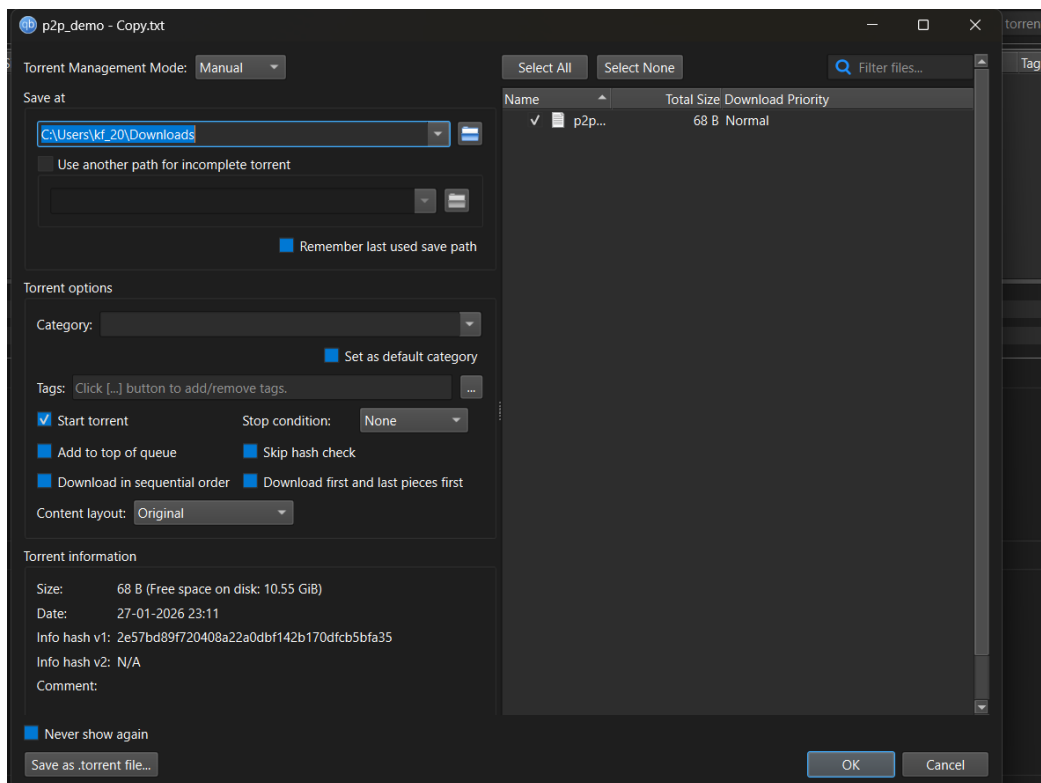 p2p_demo - Copy.txt
torren
Torrent Management Mode: Manual
Select All Select None Filter files...
Tag
Save at
Name Total Size Download Priority
C:\Users\kf_20\Downloads
p2p... 68 B Normal
Use another path for incomplete torrent
Remember last used save path
Torrent options
Category:
Set as default category
Tags: Click [...] button to add/remove tags. ...
Start torrent Stop condition: None
Add to top of queue Skip hash check
Download in sequential order Download first and last pieces first
Content layout: Original
Torrent information
Size: 68 B (Free space on disk: 10.55 GiB)
Date: 27-01-2026 23:11
Info hash v1: 2e57bd89f720408a22a0dbf142b170dfcb5bfa35
Info hash v2: N/A
Comment:
Never show again
Save as .torrent file... OK Cancel